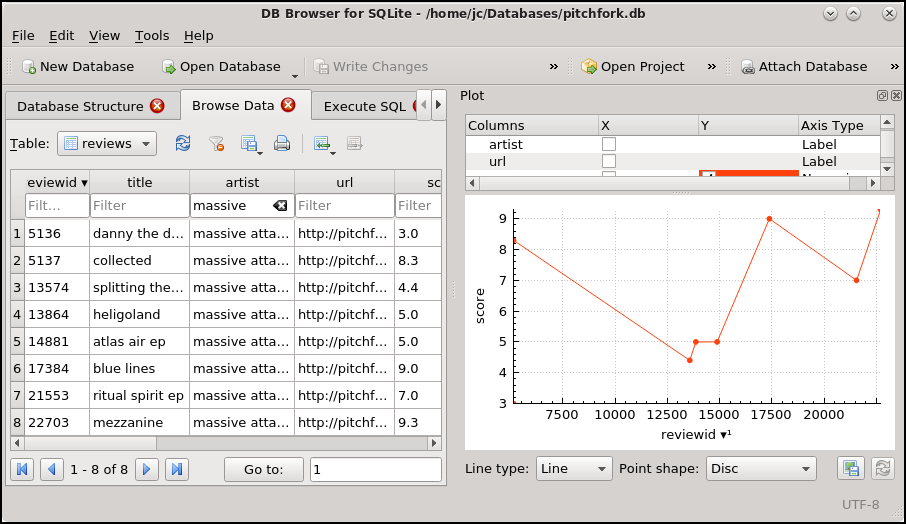 DB Browser for SQLite - /home/jc/Databases/pitchfork.db
File Edit View Tools Help
New Database Open Database Write Changes » Open Project » Attach Database »
Database Structure Browse Data Execute SQL
Table: reviews
eviewid ▾ title artist url sc
Filt... Filter massive Filter Filter
1 5136 danny the d... massive atta... http://pitchf... 3.0
2 5137 collected massive atta... http://pitchf... 8.3
3 13574 splitting the... massive atta... http://pitchf... 4.4
4 13864 heligoland massive atta... http://pitchf... 5.0
5 14881 atlas air ep massive atta... http://pitchf... 5.0
6 17384 blue lines massive atta... http://pitchf... 9.0
7 21553 ritual spirit ep massive atta... http://pitchf... 7.0
8 22703 mezzanine massive atta... http://pitchf... 9.3
1 - 8 of 8 Go to: 1
Plot
Columns X Y Axis Type
artist Label
url Label
9
8
7
6
5
4
3
score
7500 10000 12500 15000 17500 20000
reviewid ▾¹
Line type: Line Point shape: Disc
UTF-8